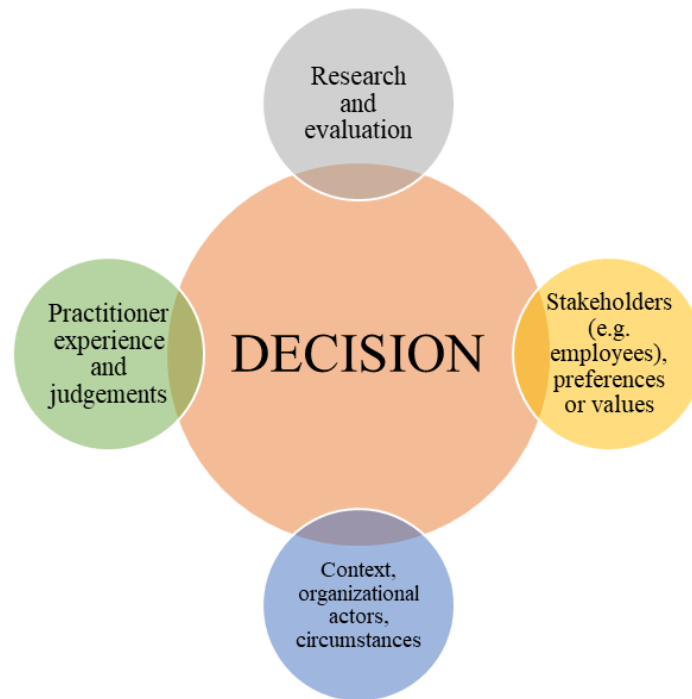 Research
and
evaluation
Practitioner
experience
and
judgements
DECISION
Stakeholders
(e.g.
employees),
preferences
or values
Context,
organizational
actors,
circumstances